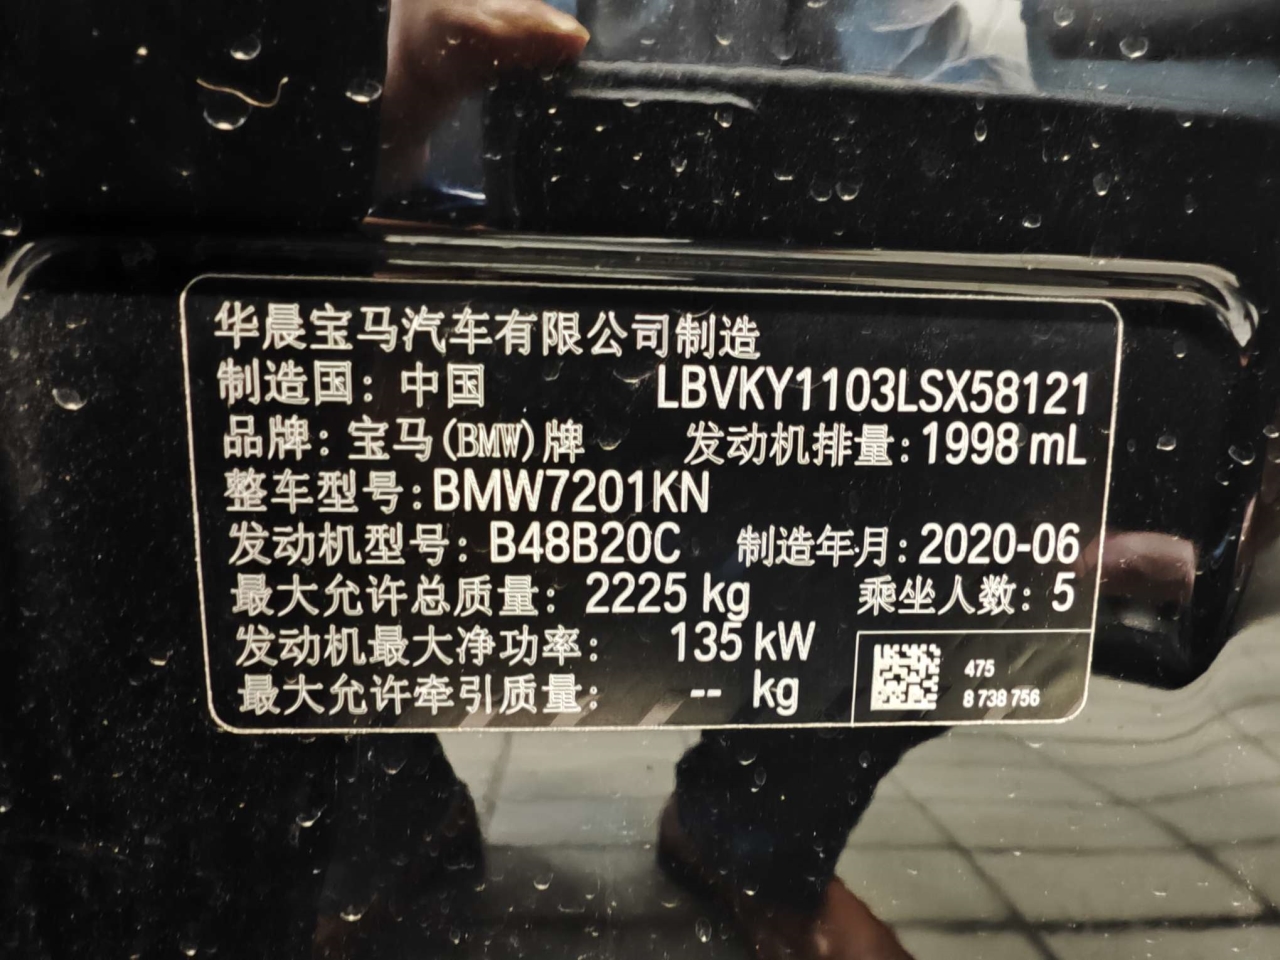 华晨宝马汽车有限公司制造
制造国：中国 LBVKY1103LSX58121
品牌：宝马(BMW)牌 发动机排量：1998 mL
整车型号：BMW7201KN
发动机型号：B48B20C 制造年月：2020-06
最大允许总质量：2225 kg 乘坐人数：5
发动机最大净功率：135 kW
最大允许牵引质量：-- kg
475
8 738 756